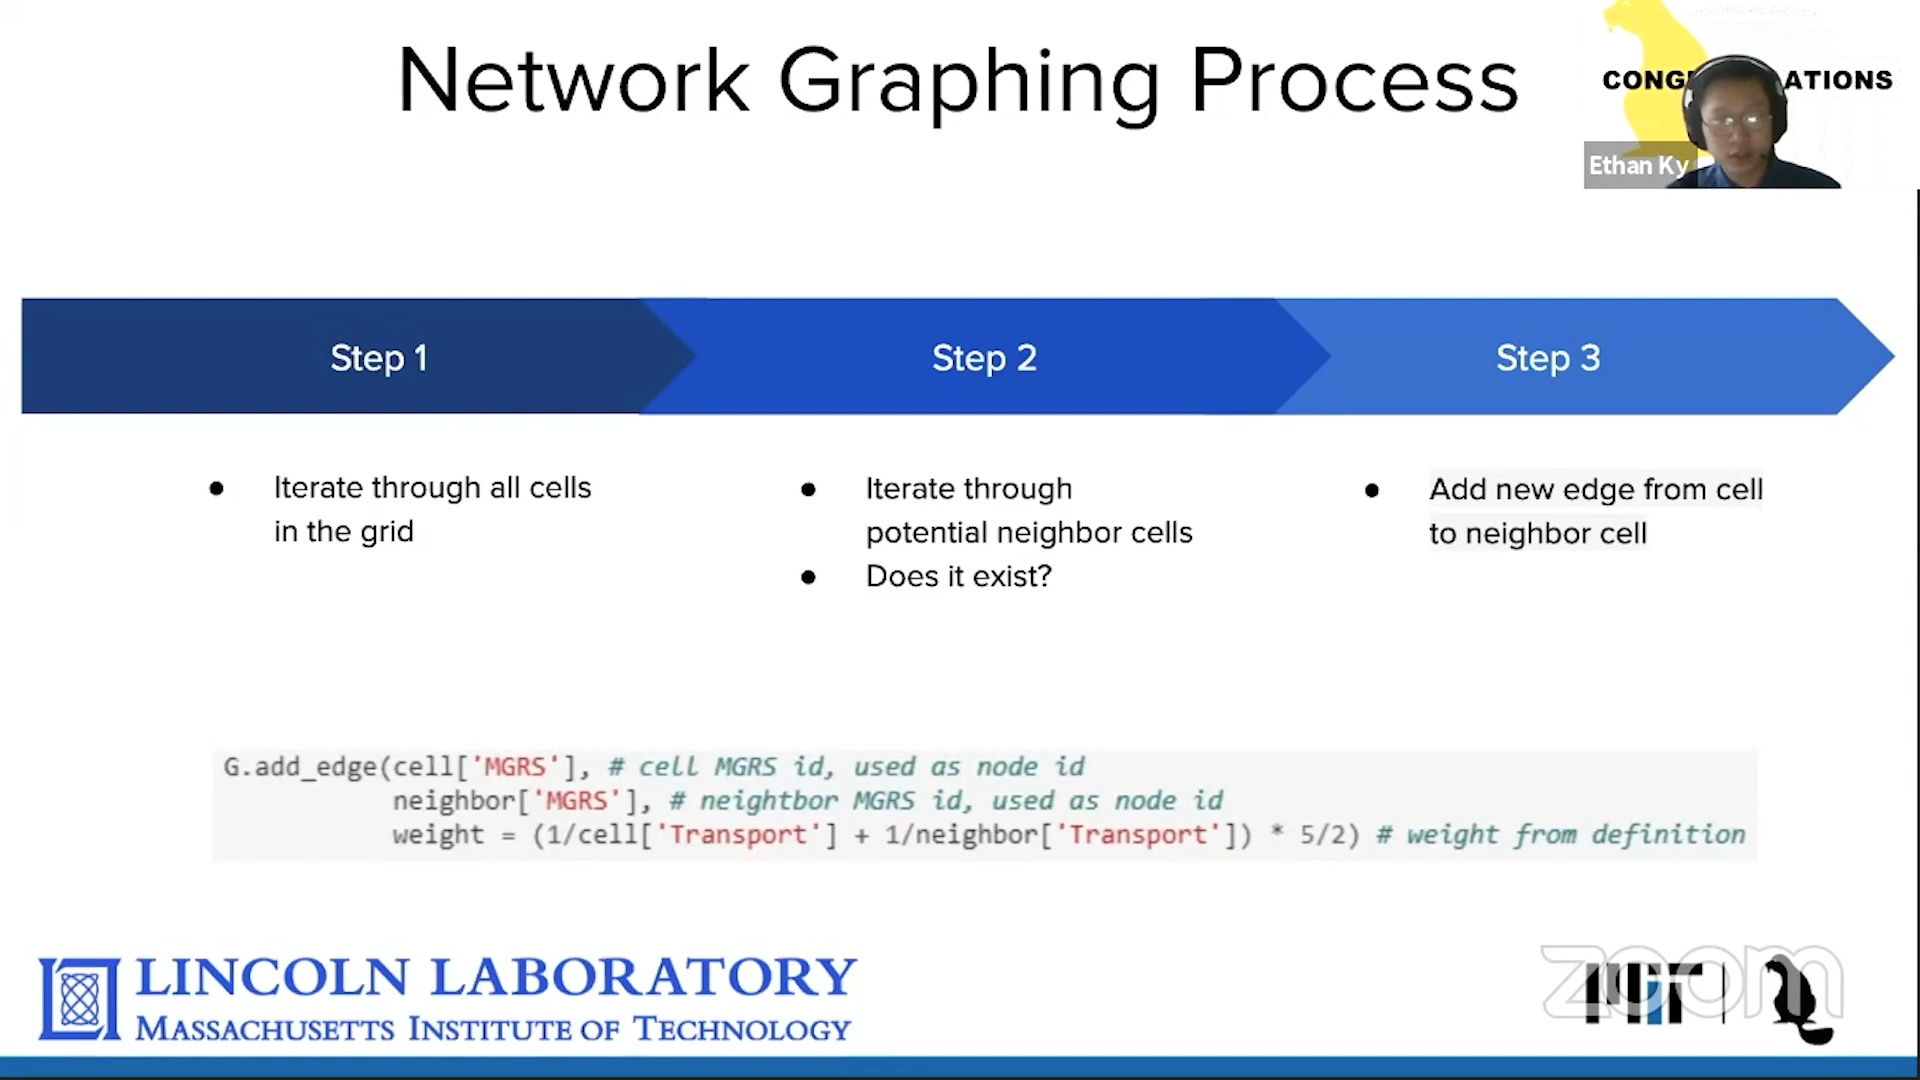 Network Graphing Process
CONG ATIONS
Ethan Ky
Step 1
Step 2
Step 3
● Iterate through all cells
in the grid
● Iterate through
potential neighbor cells
● Does it exist?
● Add new edge from cell
to neighbor cell
G.add_edge(cell['MGRS'], # cell MGRS id, used as node id
neighbor['MGRS'], # neightbor MGRS id, used as node id
weight = (1/cell['Transport'] + 1/neighbor['Transport']) * 5/2) # weight from definition
LINCOLN LABORATORY
MASSACHUSETTS INSTITUTE OF TECHNOLOGY
zoom
MIT